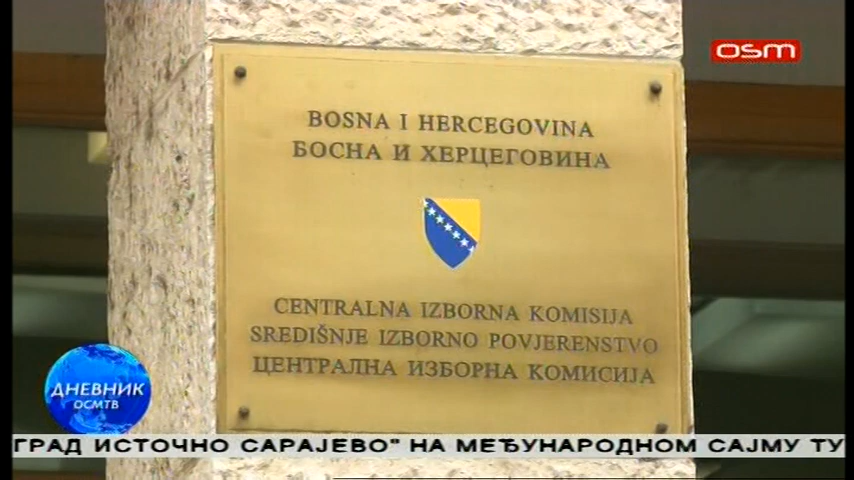 OSM
BOSNA I HERCEGOVINA
БОСНА И ХЕРЦЕГОВИНА
CENTRALNA IZBORNA KOMISIJA
SREDIŠNJE IZBORNO POVJERENSTVO
ЦЕНТРАЛНА ИЗБОРНА КОМИСИЈА
ДНЕВНИК
ОСМТВ
ГРАД ИСТОЧНО САРАЈЕВО" НА МЕЂУНАРОДНОМ САЈМУ ТУ